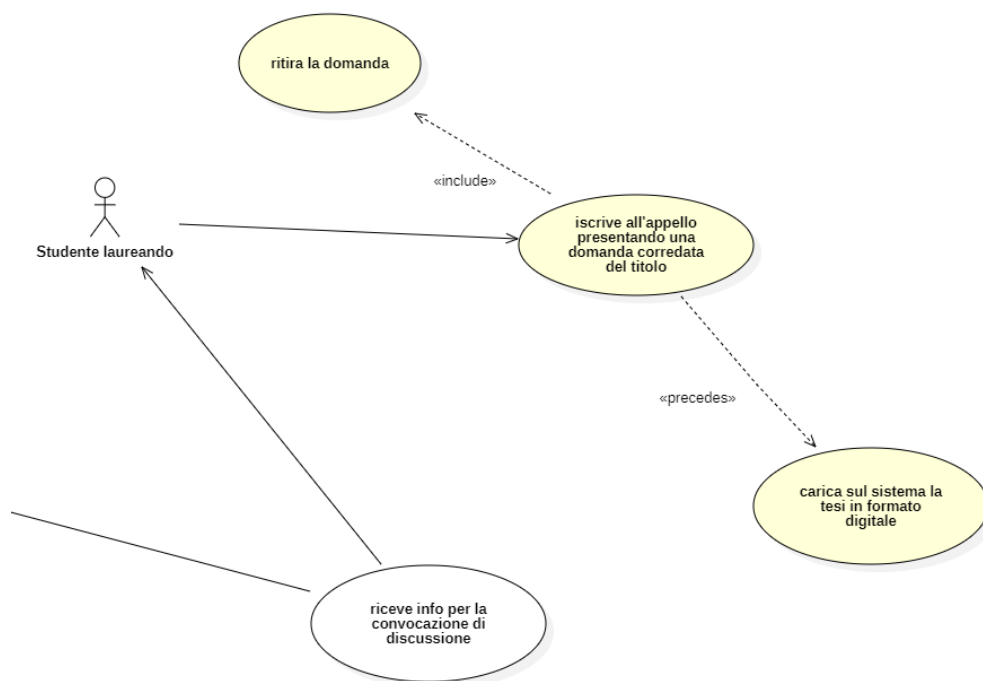 ritira la domanda
«include»
iscrive all'appello
presentando una
domanda corredata
del titolo
Studente laureando
«precedes»
carica sul sistema la
tesi in formato
digitale
riceve info per la
convocazione di
discussione